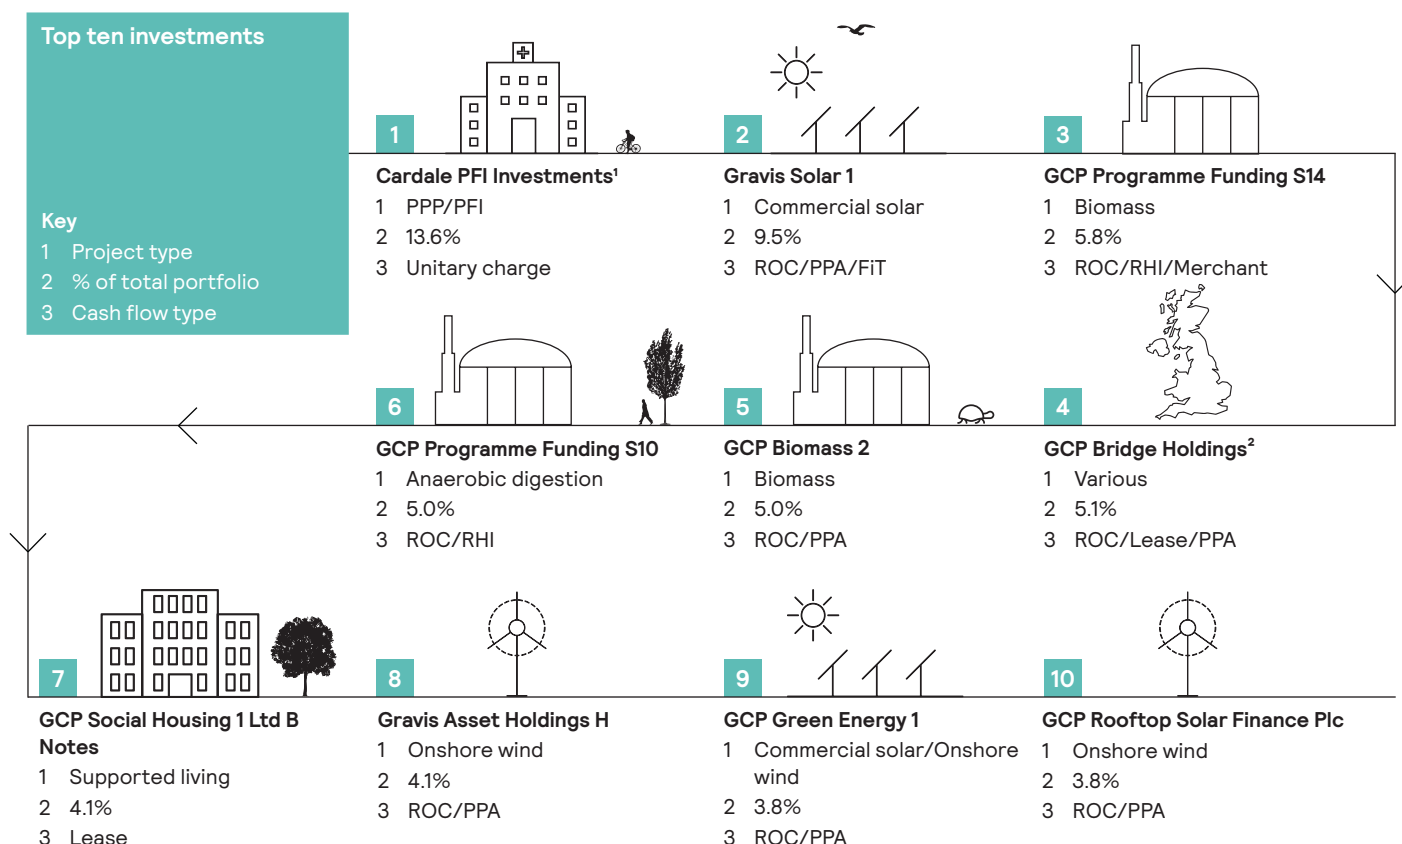 Top ten investments
Key
1 Project type
2 % of total portfolio
3 Cash flow type
1
Cardale PFI Investments¹
1 PPP/PFI
2 13.6%
3 Unitary charge
2
Gravis Solar 1
1 Commercial solar
2 9.5%
3 ROC/PPA/FiT
3
GCP Programme Funding S14
1 Biomass
2 5.8%
3 ROC/RHI/Merchant
4
GCP Bridge Holdings²
1 Various
2 5.1%
3 ROC/Lease/PPA
5
GCP Biomass 2
1 Biomass
2 5.0%
3 ROC/PPA
6
GCP Programme Funding S10
1 Anaerobic digestion
2 5.0%
3 ROC/RHI
7
GCP Social Housing 1 Ltd B
Notes
1 Supported living
2 4.1%
3 Lease
8
Gravis Asset Holdings H
1 Onshore wind
2 4.1%
3 ROC/PPA
9
GCP Green Energy 1
1 Commercial solar/Onshore
wind
2 3.8%
3 ROC/PPA
10
GCP Rooftop Solar Finance Plc
1 Onshore wind
2 3.8%
3 ROC/PPA